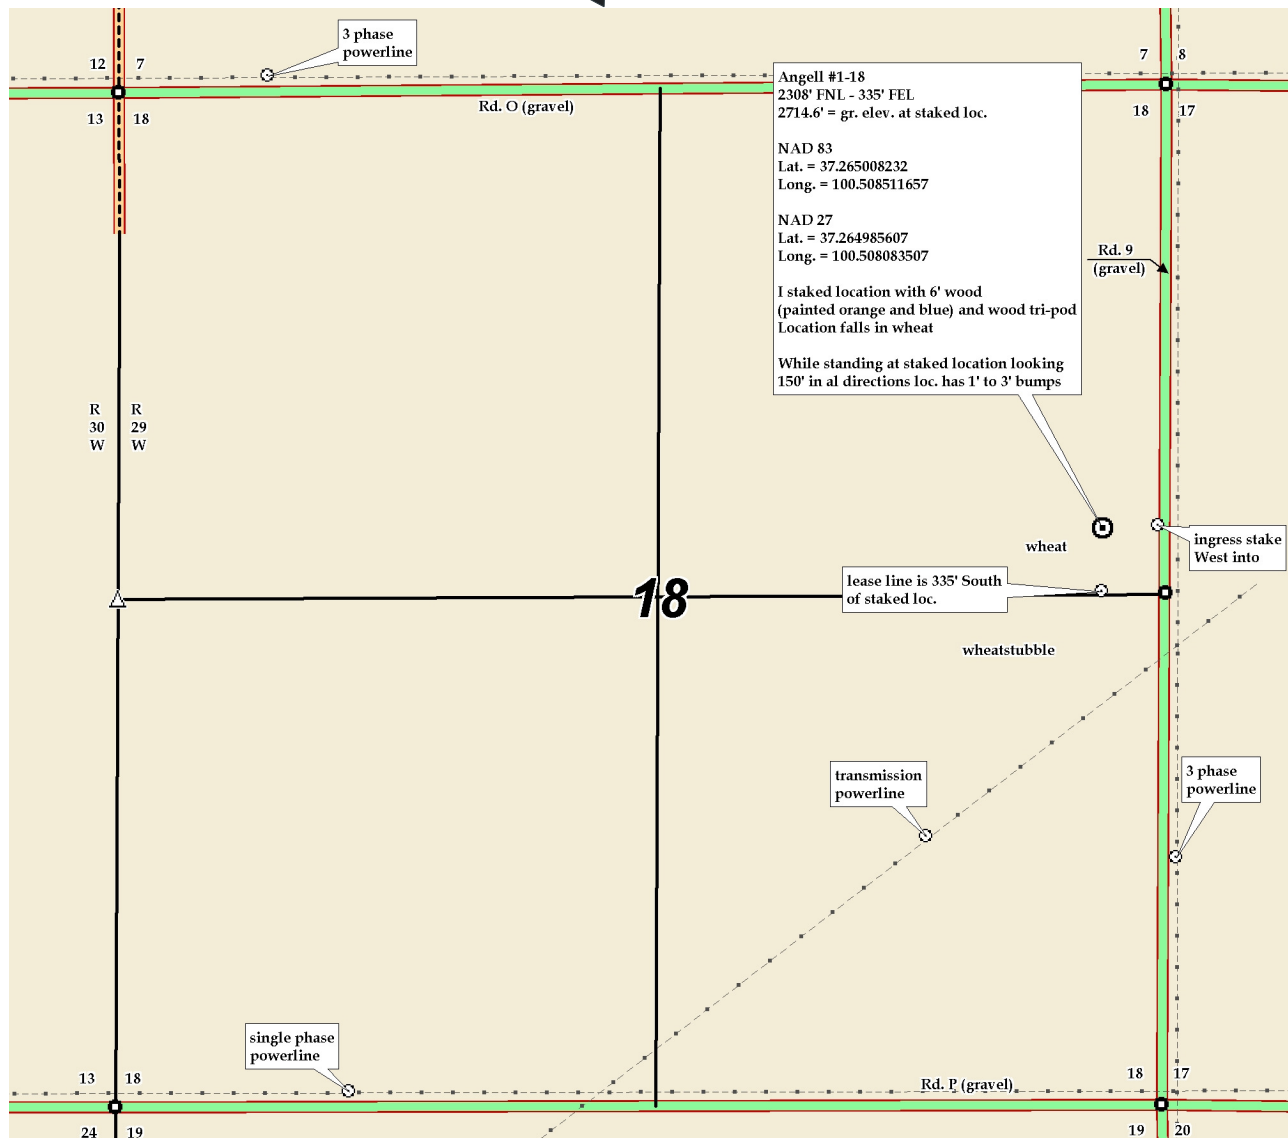 3 phase
powerline
12 7
7 8
Rd. O (gravel)
13 18
18 17
Angell #1-18
2308' FNL - 335' FEL
2714.6' = gr. elev. at staked loc.
NAD 83
Lat. = 37.265008232
Long. = 100.508511657
NAD 27
Lat. = 37.264985607
Long. = 100.508083507
I staked location with 6' wood
(painted orange and blue) and wood tri-pod
Location falls in wheat
While standing at staked location looking
150' in al directions loc. has 1' to 3' bumps
Rd. 9
(gravel)
R R
30 29
W W
wheat
ingress stake
West into
lease line is 335' South
of staked loc.
18
wheatstubble
transmission
powerline
3 phase
powerline
single phase
powerline
13 18
Rd. P (gravel)
18 17
24 19
19 20